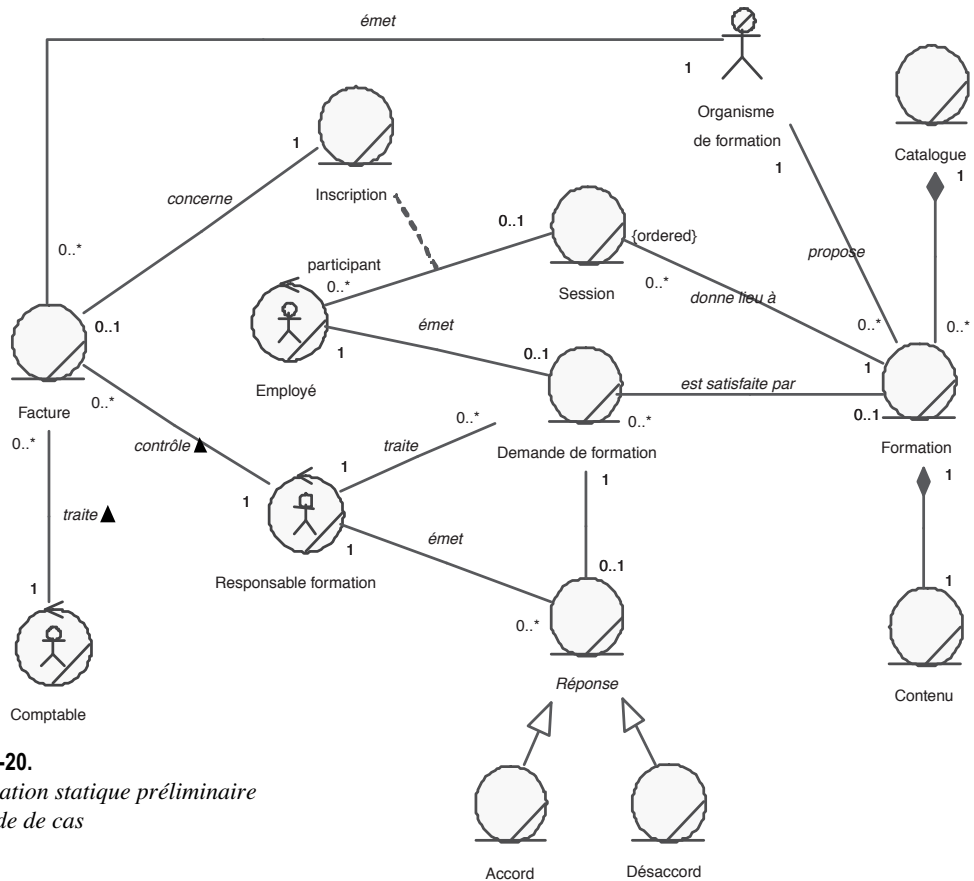 émet
1
Organisme
de formation
1
Catalogue
1
1
Inscription
concerne
0..*
participant
0..*
0..1
{ordered}
Session
0..*
donne lieu à
propose
0..*
0..*
0..1
Facture
0..*
0..*
Employé
1
émet
0..1
Demande de formation
0..*
est satisfaite par
1
0..1
Formation
1
contrôle
1
traite
0..*
1
Responsable formation
1
émet
0..*
1
0..1
traite
1
Comptable
Réponse
1
Contenu
-20.
ation statique préliminaire
de de cas
Accord
Désaccord